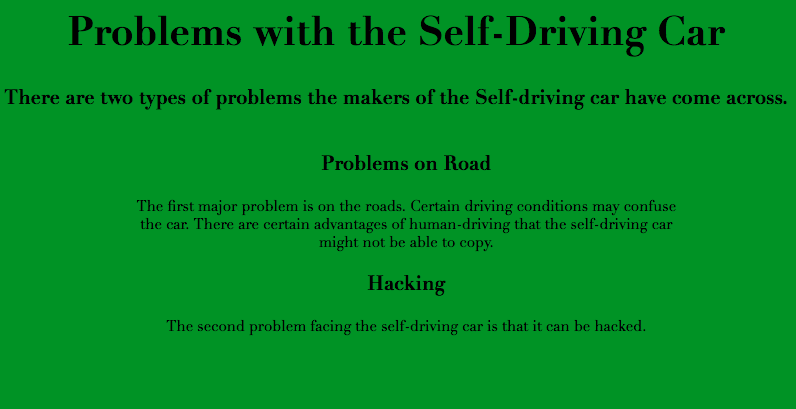 Problems with the Self-Driving Car
There are two types of problems the makers of the Self-driving car have come across.
Problems on Road
The first major problem is on the roads. Certain driving conditions may confuse
the car. There are certain advantages of human-driving that the self-driving car
might not be able to copy.
Hacking
The second problem facing the self-driving car is that it can be hacked.